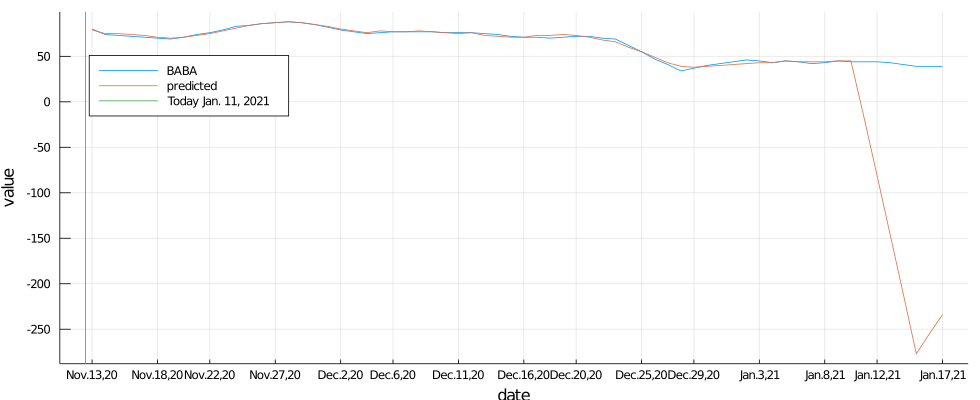 50
0
-50
-100
-150
-200
-250
value
BABA
predicted
Today Jan. 11, 2021
Nov.13,20 Nov.18,20 Nov.22,20 Nov.27,20 Dec.2,20 Dec.6,20 Dec.11,20 Dec.16,20 Dec.20,20 Dec.25,20 Dec.29,20 Jan.3,21 Jan.8,21 Jan.12,21 Jan.17,21
date